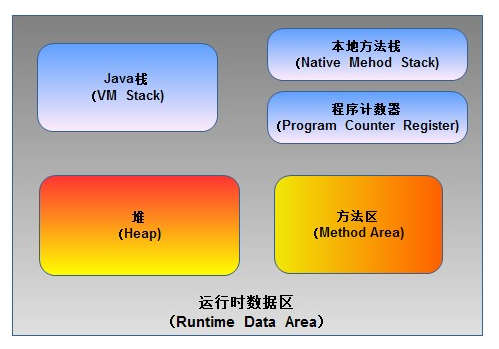 Java栈
(VM Stack)
本地方法栈
(Native Mehod Stack)
程序计数器
(Program Counter Register)
堆
(Heap)
方法区
(Method Area)
运行时数据区
(Runtime Data Area)